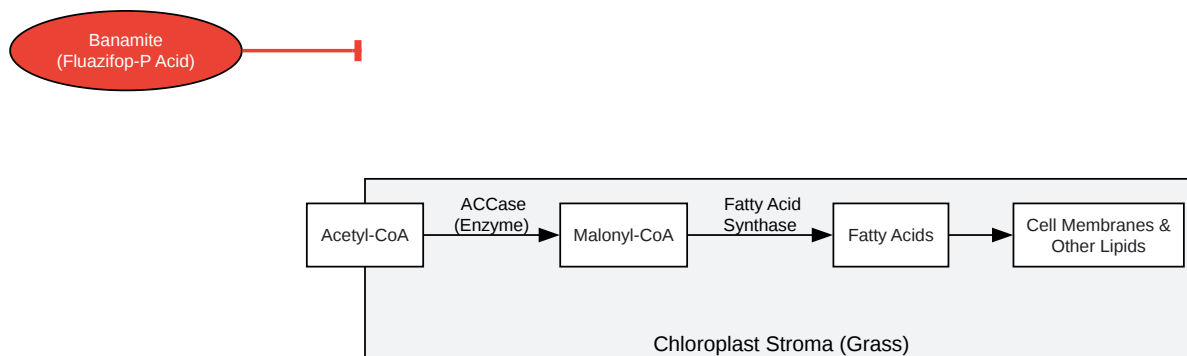 Banamite
(Fluazifop-P Acid)
ACCase
(Enzyme)
Fatty Acid
Synthase
Acetyl-CoA
Malonyl-CoA
Fatty Acids
Cell Membranes &
Other Lipids
Chloroplast Stroma (Grass)